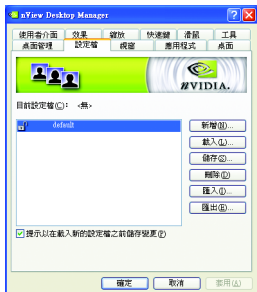 nView Desktop Manager
使用者介面 效果 縮放 快速鍵 滑鼠 工具
桌面管理 設定檔 視窗 應用程式 桌面
NVIDIA.
目前設定檔(C): <無>
default
新增(N)...
載入(L)...
儲存(S)...
刪除(D)
匯入(I)...
匯出(E)...
提示以在載入新的設定檔之前儲存變更(P)
確定 取消 套用(A)